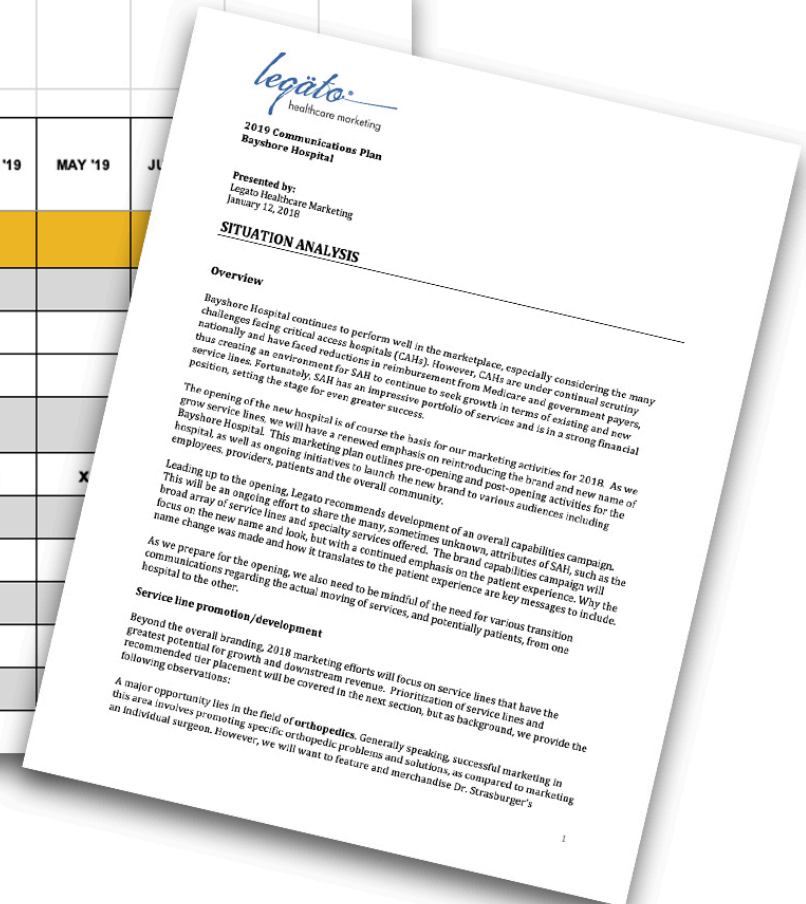 '19
MAY '19
JU
X
legäto
healthcare marketing
2019 Communications Plan
Bayshore Hospital
Presented by:
Legato Healthcare Marketing
January 12, 2018
SITUATION ANALYSIS
Overview
Bayshore Hospital continues to perform well in the marketplace, especially considering the many
challenges facing critical access hospitals (CAHs). However, CAHs are under continual scrutiny
nationally and have faced reductions in reimbursement from Medicare and government payers,
thus creating an environment for SAH to continue to seek growth in terms of existing and new
service lines. Fortunately, SAH has an impressive portfolio of services and is in a strong financial
position, setting the stage for even greater success.
The opening of the new hospital is of course the basis for our marketing activities for 2018. As we
grow service lines, we will have a renewed emphasis on reintroducing the brand and new name of
Bayshore Hospital. This marketing plan outlines pre-opening and post-opening activities for the
hospital, as well as ongoing initiatives to launch the new brand to various audiences including
employees, providers, patients and the overall community.
Leading up to the opening, Legato recommends development of an overall capabilities campaign.
This will be an ongoing effort to share the many, sometimes unknown, attributes of SAH, such as the
broad array of service lines and specialty services offered. The brand capabilities campaign will
focus on the new name and look, but with a continued emphasis on the patient experience. Why the
name change was made and how it translates to the patient experience are key messages to include.
As we prepare for the opening, we also need to be mindful of the need for various transition
communications regarding the actual moving of services, and potentially patients, from one
hospital to the other.
Service line promotion/development
Beyond the overall branding, 2018 marketing efforts will focus on service lines that have the
greatest potential for growth and downstream revenue. Prioritization of service lines and
recommended tier placement will be covered in the next section, but as background, we provide the
following observations:
A major opportunity lies in the field of orthopedics. Generally speaking, successful marketing in
this area involves promoting specific orthopedic problems and solutions, as compared to marketing
an individual surgeon. However, we will want to feature and merchandise Dr. Strasburger's
1